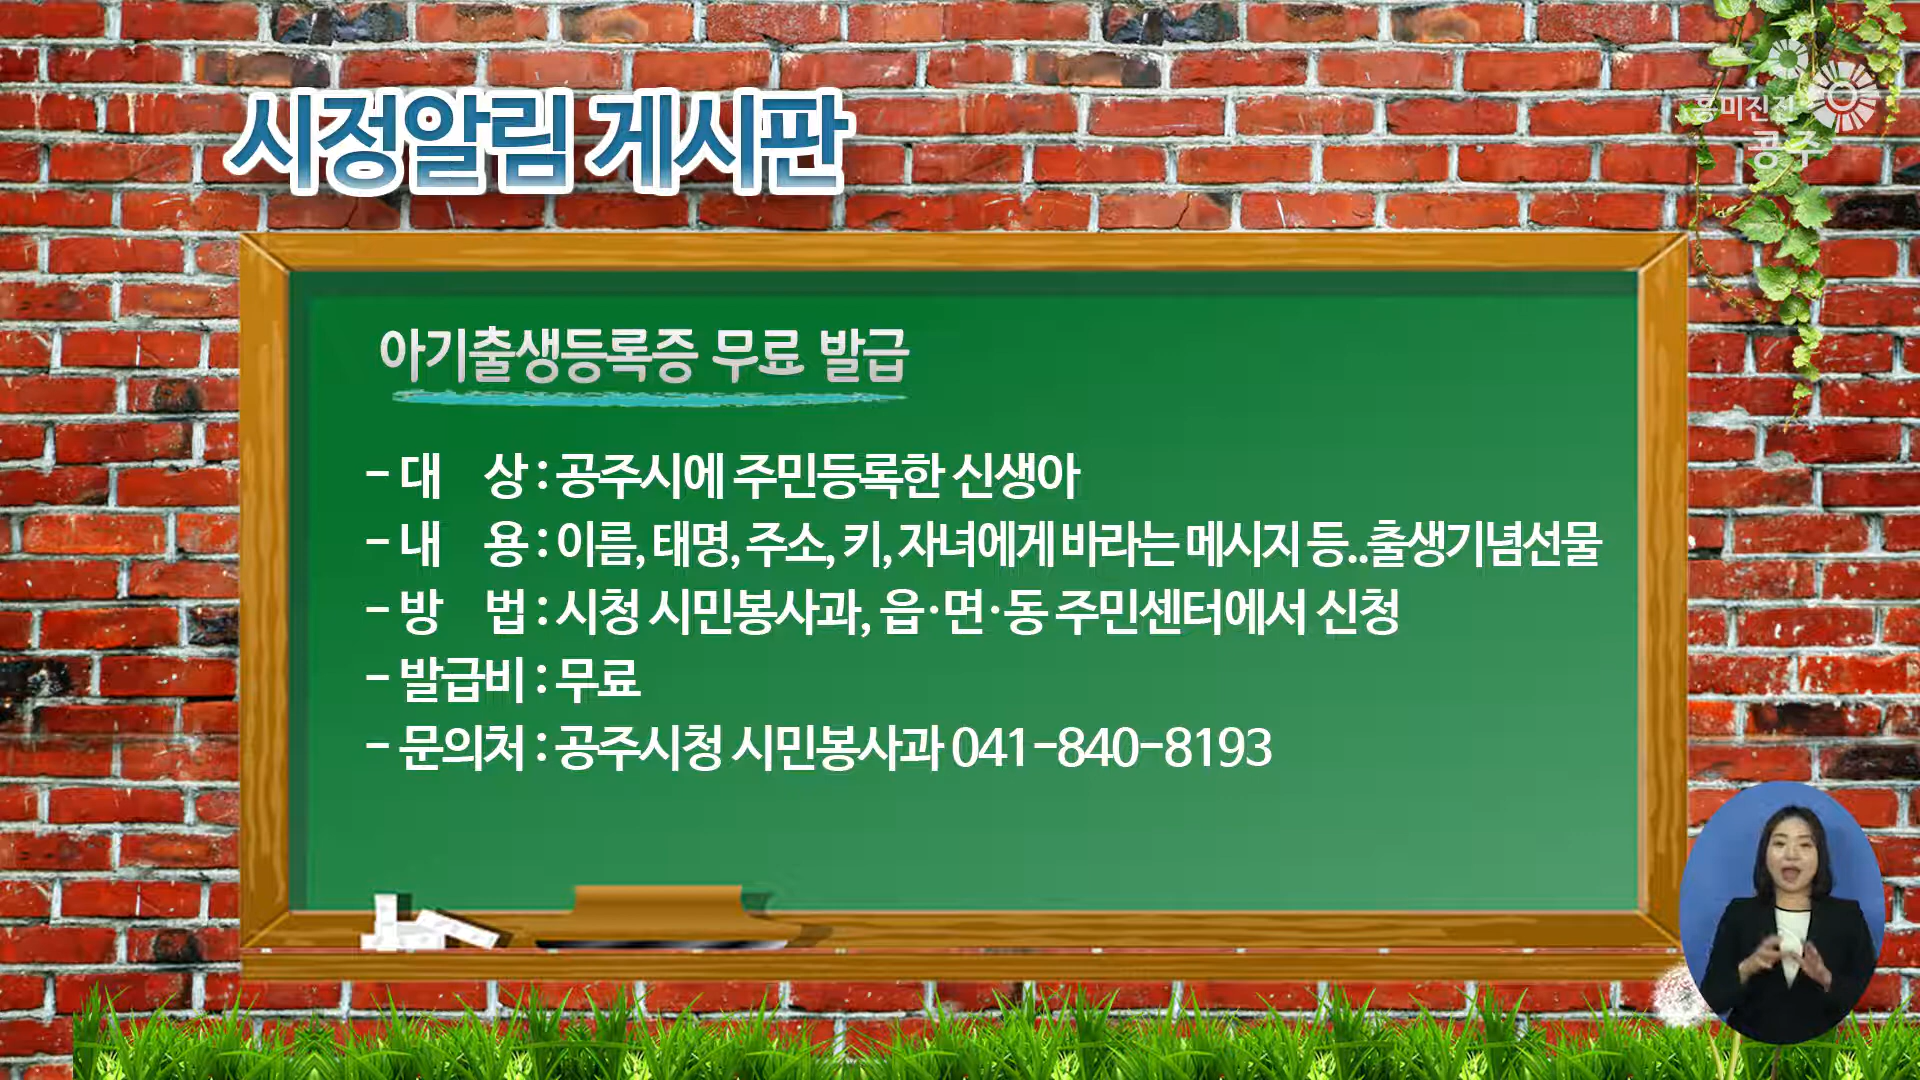 시정알림 게시판
흥미진진
공주
아기출생등록증 무료 발급
- 대 상 : 공주시에 주민등록한 신생아
- 내 용 : 이름, 태명, 주소, 키, 자녀에게 바라는 메시지 등..출생기념선물
- 방 법 : 시청 시민봉사과, 읍·면·동 주민센터에서 신청
- 발급비 : 무료
- 문의처 : 공주시청 시민봉사과 041-840-8193